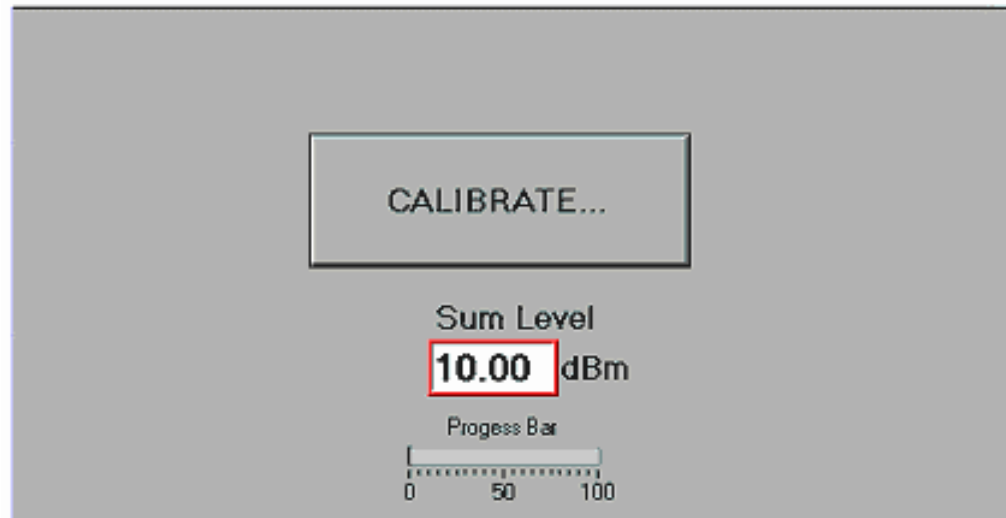 CALIBRATE...
Sum Level
10.00 dBm
Progess Bar
0 50 100